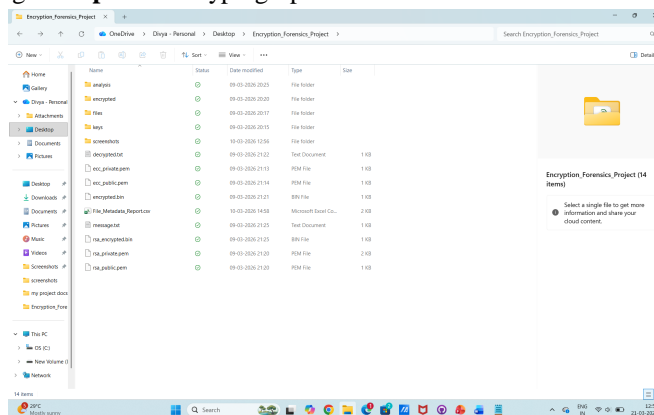 Encryption_Forensics_Project
OneDrive > Divya - Personal > Desktop > Encryption_Forensics_Project >
Search Encryption_Forensics_Project
New
Sort
View
Detail
Home
Gallery
Divya - Personal
Attachments
Desktop
Documents
Pictures
Desktop
Downloads
Documents
Pictures
Music
Videos
Screenshots
screenshots
my project docs
Encryption_Fore
This PC
OS (C:)
New Volume (I
Network
Name Status Date modified Type Size
analysis 09-03-2026 20:25 File folder
encrypted 09-03-2026 20:20 File folder
files 09-03-2026 20:17 File folder
keys 09-03-2026 20:15 File folder
screenshots 10-03-2026 12:56 File folder
decrypted.txt 09-03-2026 21:22 Text Document 1 KB
ecc_private.pem 09-03-2026 21:13 PEM File 1 KB
ecc_public.pem 09-03-2026 21:14 PEM File 1 KB
encrypted.bin 09-03-2026 21:21 BIN File 1 KB
File_Metadata_Report.csv 10-03-2026 14:58 Microsoft Excel Co... 2 KB
message.txt 09-03-2026 21:25 Text Document 1 KB
rsa_encrypted.bin 09-03-2026 21:25 BIN File 1 KB
rsa_private.pem 09-03-2026 21:20 PEM File 2 KB
rsa_public.pem 09-03-2026 21:20 PEM File 1 KB
Encryption_Forensics_Project (14
items)
Select a single file to get more
information and share your
cloud content.
14 items
29°C
Mostly sunny
Search
ENG
IN